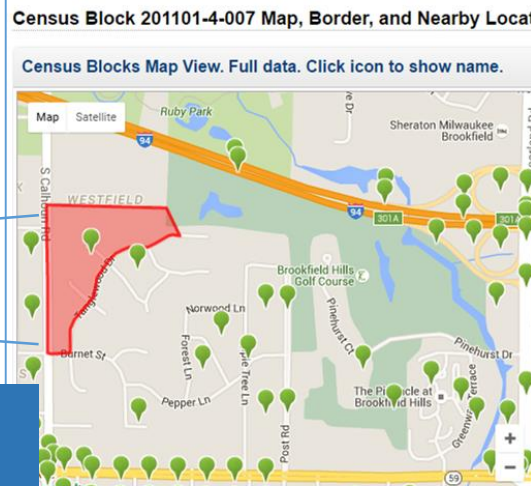 Census Block 201101-4-007 Map, Border, and Nearby Locat
Census Blocks Map View. Full data. Click icon to show name.
Map Satellite
Ruby Park
Sheraton Milwaukee
Brookfield
94
S Calhoun Rd
WESTFIELD
94
301A
301A
Brookfield Hills
Golf Course
Tanglewood Dr
Norwood Ln
Pinehurst Ct
Burnet St
Forest Ln
Pinehurst Dr
Pepper Ln
Post Rd
The Pinnacle at
Brookfield Hills
+
−
59